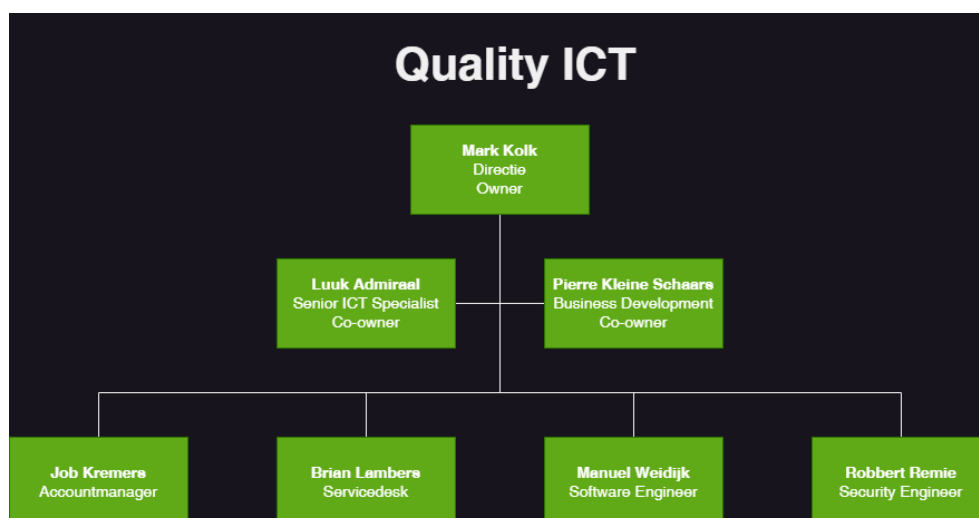 Quality ICT
Mark Kolk
Directie
Owner
Luuk Admiraal
Senior ICT Specialist
Co-owner
Pierre Kleine Schaars
Business Development
Co-owner
Job Kremers
Accountmanager
Brian Lambers
Servicedesk
Manuel Weidijk
Software Engineer
Robbert Remie
Security Engineer